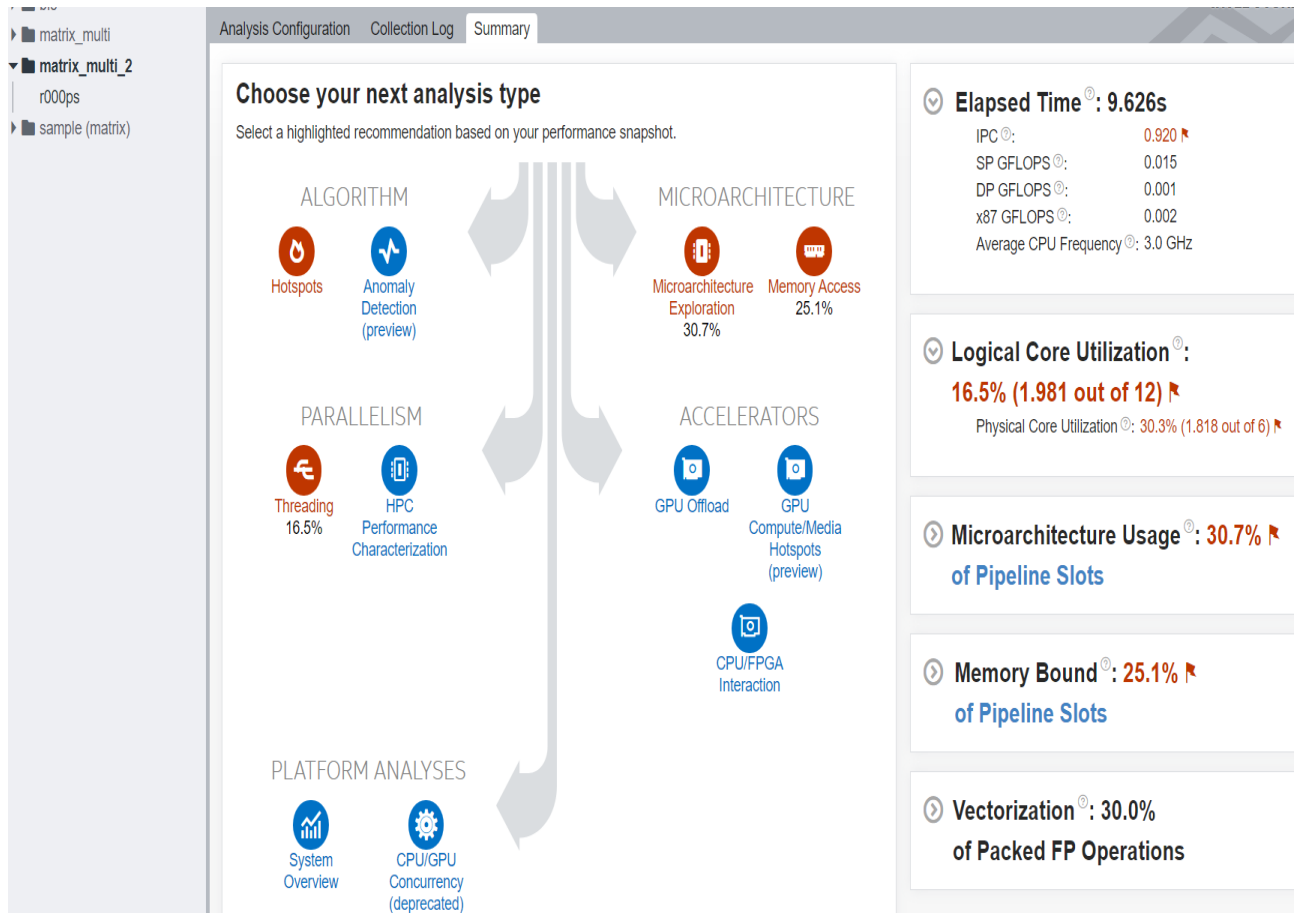 matrix_multi
matrix_multi_2
r000ps
sample (matrix)
Analysis Configuration Collection Log Summary
Choose your next analysis type
Select a highlighted recommendation based on your performance snapshot.
ALGORITHM
Hotspots
Anomaly
Detection
(preview)
MICROARCHITECTURE
Microarchitecture
Exploration
30.7%
Memory Access
25.1%
PARALLELISM
Threading
16.5%
HPC
Performance
Characterization
ACCELERATORS
GPU Offload
GPU
Compute/Media
Hotspots
(preview)
CPU/FPGA
Interaction
PLATFORM ANALYSES
System
Overview
CPU/GPU
Concurrency
(deprecated)
Elapsed Time ?: 9.626s
IPC ?: 0.920
SP GFLOPS ?: 0.015
DP GFLOPS ?: 0.001
x87 GFLOPS ?: 0.002
Average CPU Frequency ?: 3.0 GHz
Logical Core Utilization ?:
16.5% (1.981 out of 12)
Physical Core Utilization ?: 30.3% (1.818 out of 6)
Microarchitecture Usage ?: 30.7%
of Pipeline Slots
Memory Bound ?: 25.1%
of Pipeline Slots
Vectorization ?: 30.0%
of Packed FP Operations